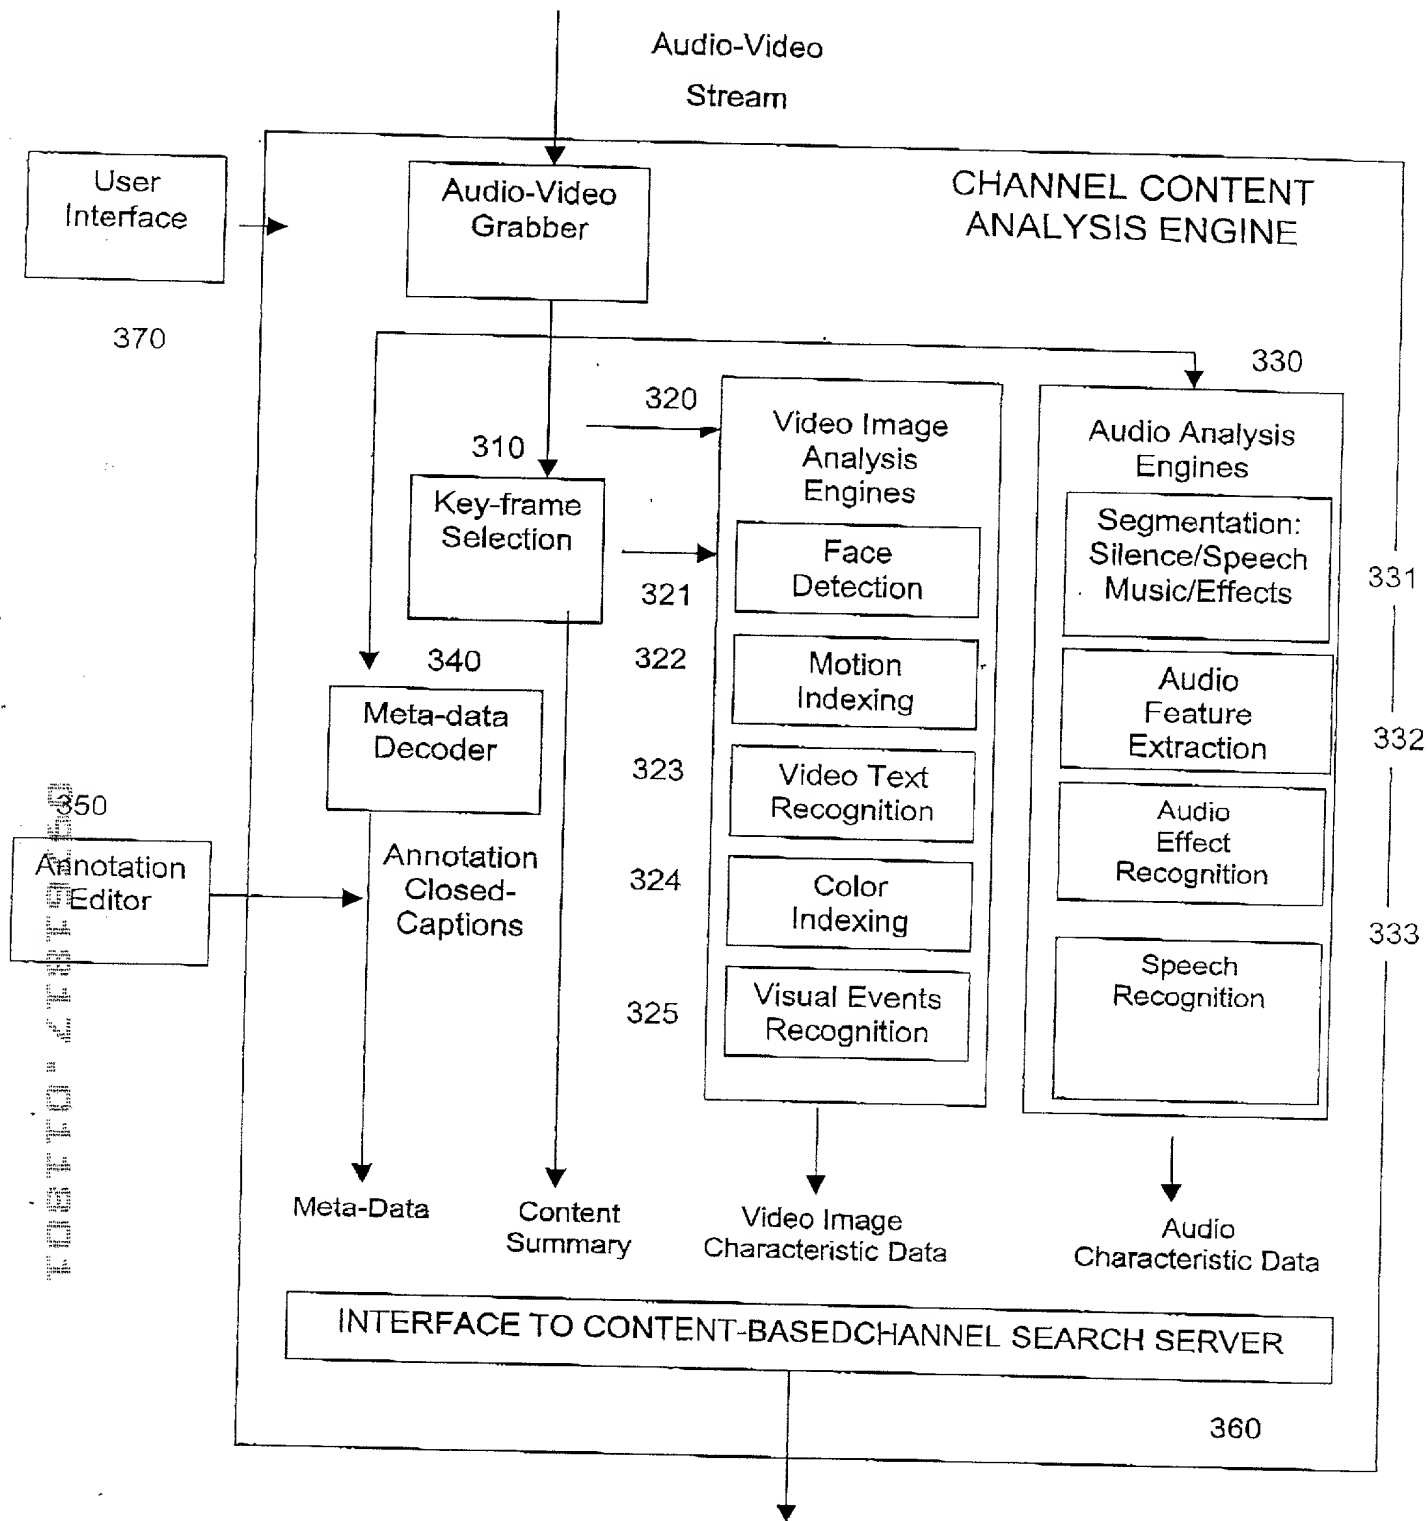 Audio-Video
Stream
User
Interface
370
Audio-Video
Grabber
CHANNEL CONTENT
ANALYSIS ENGINE
310
Key-frame
Selection
320
321
322
323
324
325
Video Image
Analysis
Engines
Face
Detection
Motion
Indexing
Video Text
Recognition
Color
Indexing
Visual Events
Recognition
330
Audio Analysis
Engines
Segmentation:
Silence/Speech
Music/Effects
331
Audio
Feature
Extraction
332
Audio
Effect
Recognition
333
Speech
Recognition
340
Meta-data
Decoder
350
Annotation
Editor
Annotation
Closed-
Captions
Meta-Data
Content
Summary
Video Image
Characteristic Data
Audio
Characteristic Data
INTERFACE TO CONTENT-BASEDCHANNEL SEARCH SERVER
360